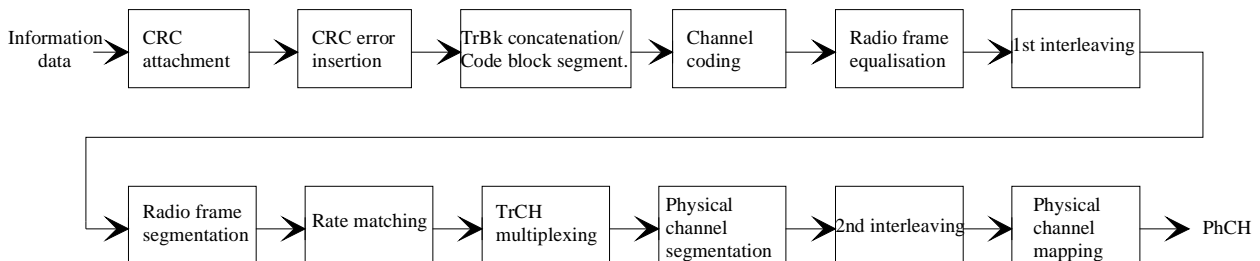 Information
data
CRC
attachment
CRC error
insertion
TrBk concatenation/
Code block segment.
Channel
coding
Radio frame
equalisation
1st interleaving
Radio frame
segmentation
Rate matching
TrCH
multiplexing
Physical
channel
segmentation
2nd interleaving
Physical
channel
mapping
PhCH